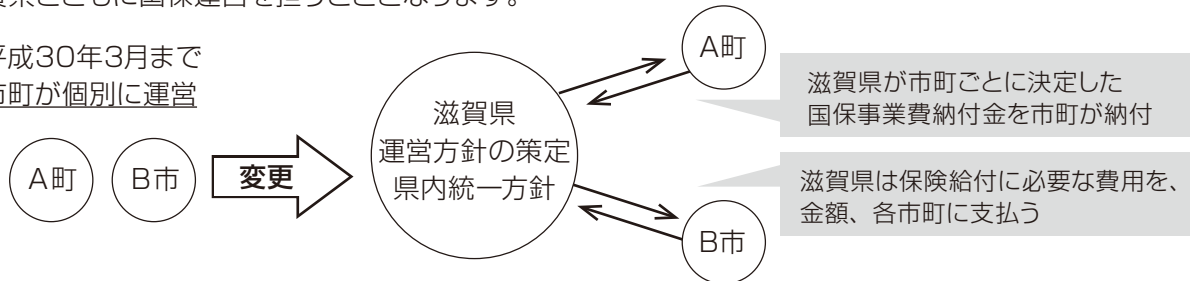 賀県とともに国保運営を担うこととなります。
平成30年3月まで
市町が個別に運営
A町
B市
変更
滋賀県
運営方針の策定
県内統一方針
A町
B市
滋賀県が市町ごとに決定した
国保事業費納付金を市町が納付
滋賀県は保険給付に必要な費用を、
金額、各市町に支払う